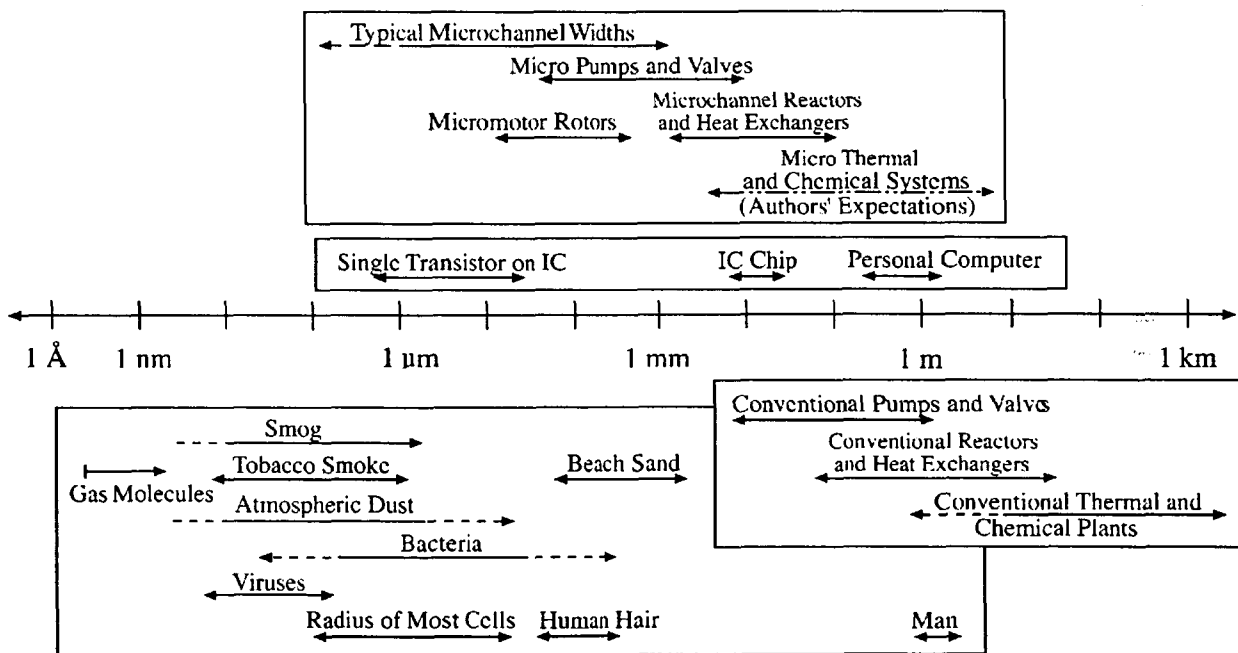 Typical Microchannel Widths
Micro Pumps and Valves
Micromotor Rotors
Microchannel Reactors
and Heat Exchangers
Micro Thermal
and Chemical Systems
(Authors' Expectations)
Single Transistor on IC
IC Chip
Personal Computer
1 Å
1 nm
1 µm
1 mm
1 m
1 km
Smog
Tobacco Smoke
Gas Molecules
Atmospheric Dust
Bacteria
Viruses
Radius of Most Cells
Beach Sand
Human Hair
Man
Conventional Pumps and Valves
Conventional Reactors
and Heat Exchangers
Conventional Thermal and
Chemical Plants